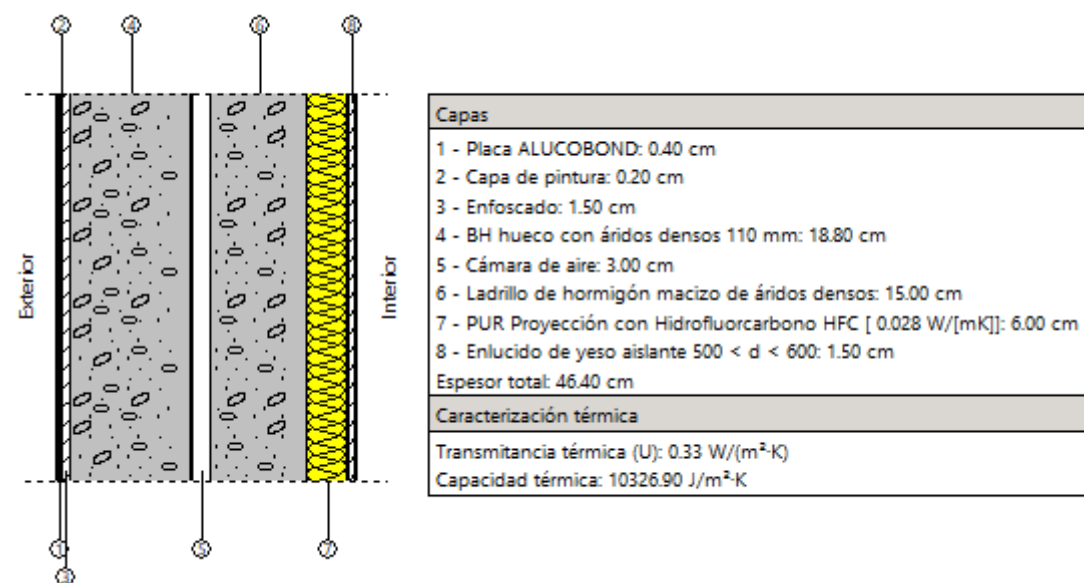 2
4
6
8
Exterior
Interior
1
3
5
7
Capas
1 - Placa ALUCOBOND: 0.40 cm
2 - Capa de pintura: 0.20 cm
3 - Enfoscado: 1.50 cm
4 - BH hueco con áridos densos 110 mm: 18.80 cm
5 - Cámara de aire: 3.00 cm
6 - Ladrillo de hormigón macizo de áridos densos: 15.00 cm
7 - PUR Proyección con Hidrofluorcarbono HFC [ 0.028 W/[mK]]: 6.00 cm
8 - Enlucido de yeso aislante 500 < d < 600: 1.50 cm
Espesor total: 46.40 cm
Caracterización térmica
Transmitancia térmica (U): 0.33 W/(m²·K)
Capacidad térmica: 10326.90 J/m²·K